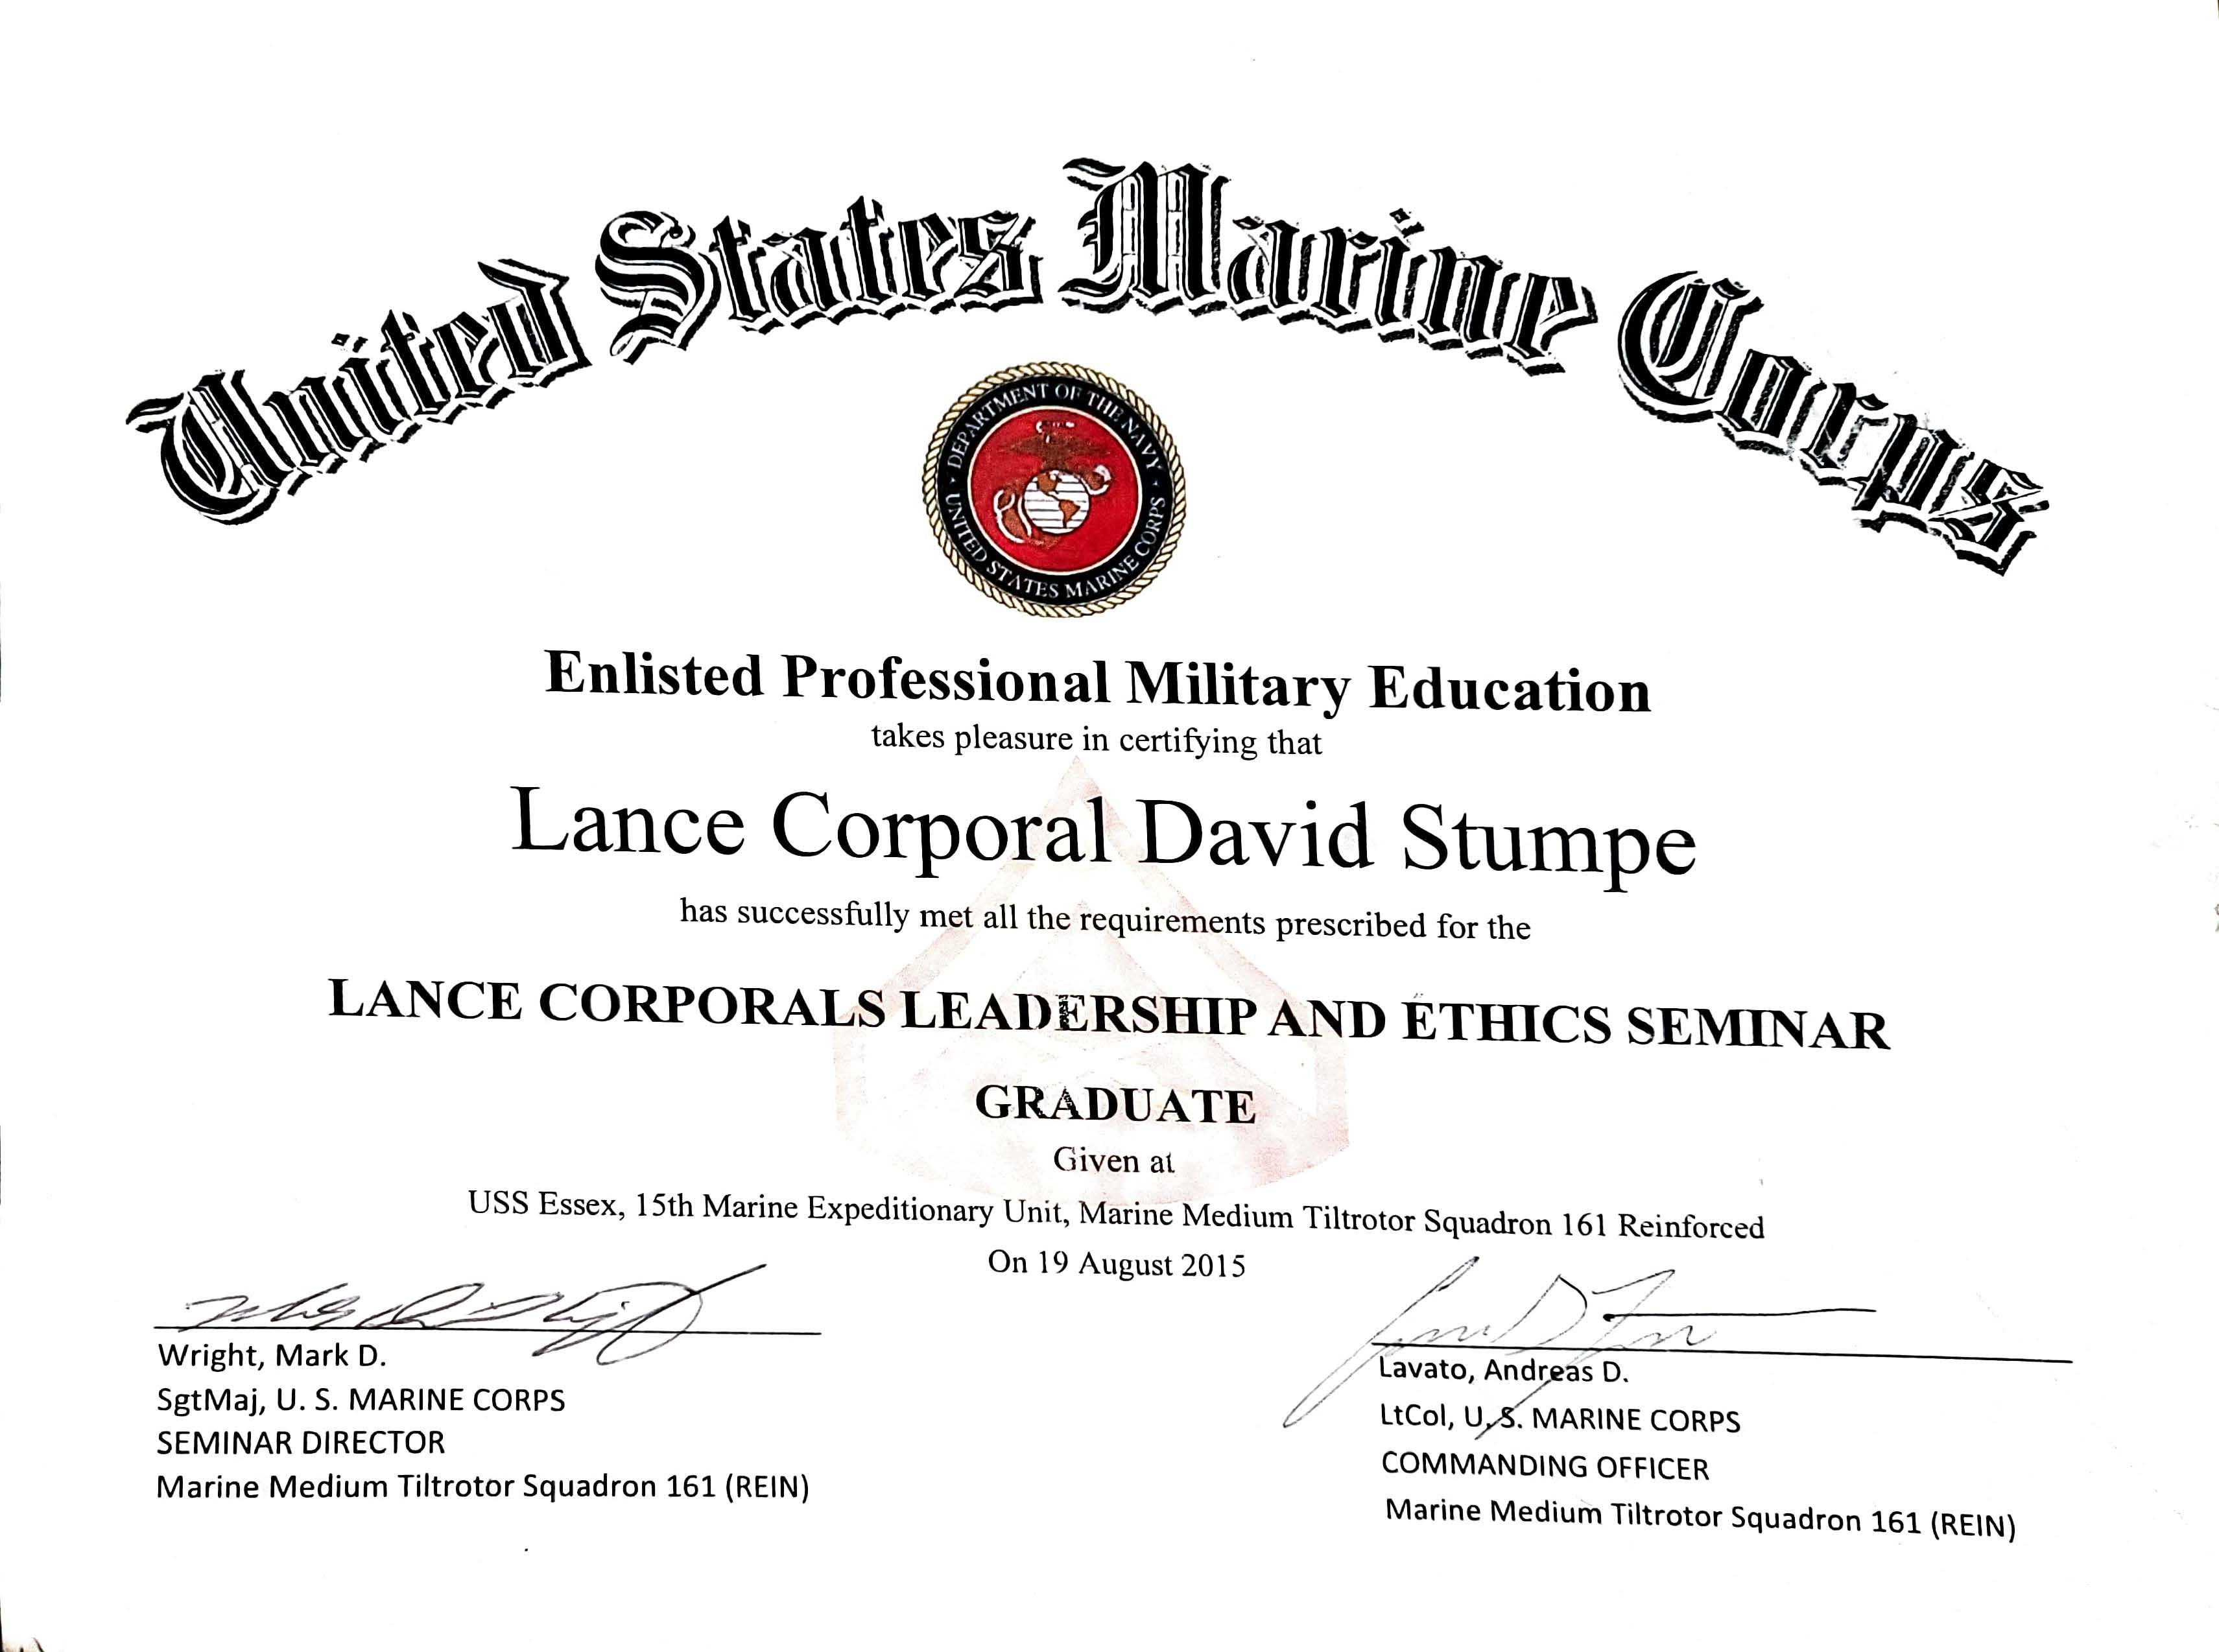 United States Marine Corps
DEPARTMENT OF THE NAVY
UNITED STATES MARINE CORPS
Enlisted Professional Military Education
takes pleasure in certifying that
Lance Corporal David Stumpe
has successfully met all the requirements prescribed for the
LANCE CORPORALS LEADERSHIP AND ETHICS SEMINAR
GRADUATE
Given at
USS Essex, 15th Marine Expeditionary Unit, Marine Medium Tiltrotor Squadron 161 Reinforced
On 19 August 2015
Wright, Mark D.
SgtMaj, U. S. MARINE CORPS
SEMINAR DIRECTOR
Marine Medium Tiltrotor Squadron 161 (REIN)
Lavato, Andreas D.
LtCol, U. S. MARINE CORPS
COMMANDING OFFICER
Marine Medium Tiltrotor Squadron 161 (REIN)